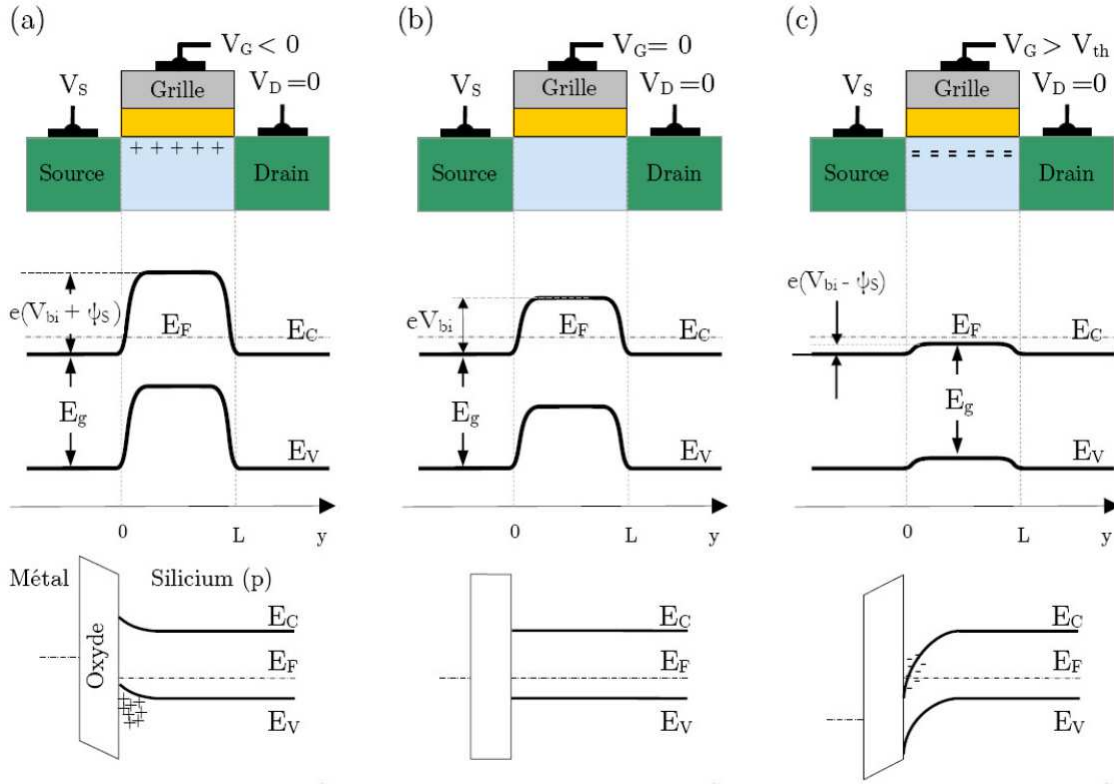 (a)
V_G < 0
V_S
Grille
V_D =0
+ + + + +
Source
Drain
e(V_bi + ψ_S)
E_F
E_C
E_g
E_V
0
L
y
Métal
Silicium (p)
Oxyde
E_C
E_F
E_V
(b)
V_G= 0
V_S
Grille
V_D =0
Source
Drain
eV_bi
E_F
E_C
E_g
E_V
0
L
y
E_C
E_F
E_V
(c)
V_G > V_th
V_S
Grille
V_D=0
Source
Drain
e(V_bi - ψ_S)
E_F
E_C
E_g
E_V
0
L
y
E_C
E_F
E_V